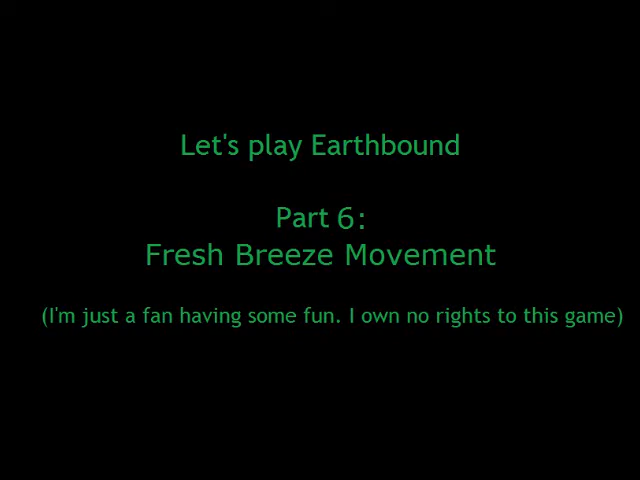 Let's play Earthbound
Part 6:
Fresh Breeze Movement
(I'm just a fan having some fun. I own no rights to this game)